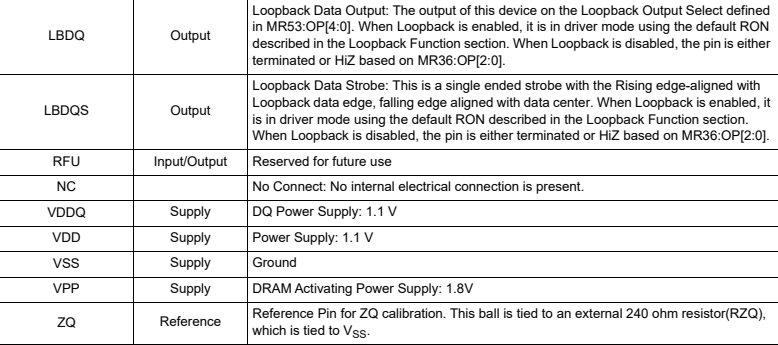 Loopback Data Output: The output of this device on the Loopback Output Select defined
LBDQ Output in MR53:OP[4:0]. When Loopback is enabled, it is in driver mode using the default RON
described in the Loopback Function section. When Loopback is disabled, the pin is either
terminated or HiZ based on MR36:OP[2:0].
Loopback Data Strobe: This is a single ended strobe with the Rising edge-aligned with
LBDQS Output Loopback data edge, falling edge aligned with data center. When Loopback is enabled, it
is in driver mode using the default RON described in the Loopback Function section.
When Loopback is disabled, the pin is either terminated or HiZ based on MR36:OP[2:0].
RFU Input/Output Reserved for future use
NC No Connect: No internal electrical connection is present.
VDDQ Supply DQ Power Supply: 1.1 V
VDD Supply Power Supply: 1.1 V
VSS Supply Ground
VPP Supply DRAM Activating Power Supply: 1.8V
ZQ Reference Reference Pin for ZQ calibration. This ball is tied to an external 240 ohm resistor(RZQ),
which is tied to VSS.